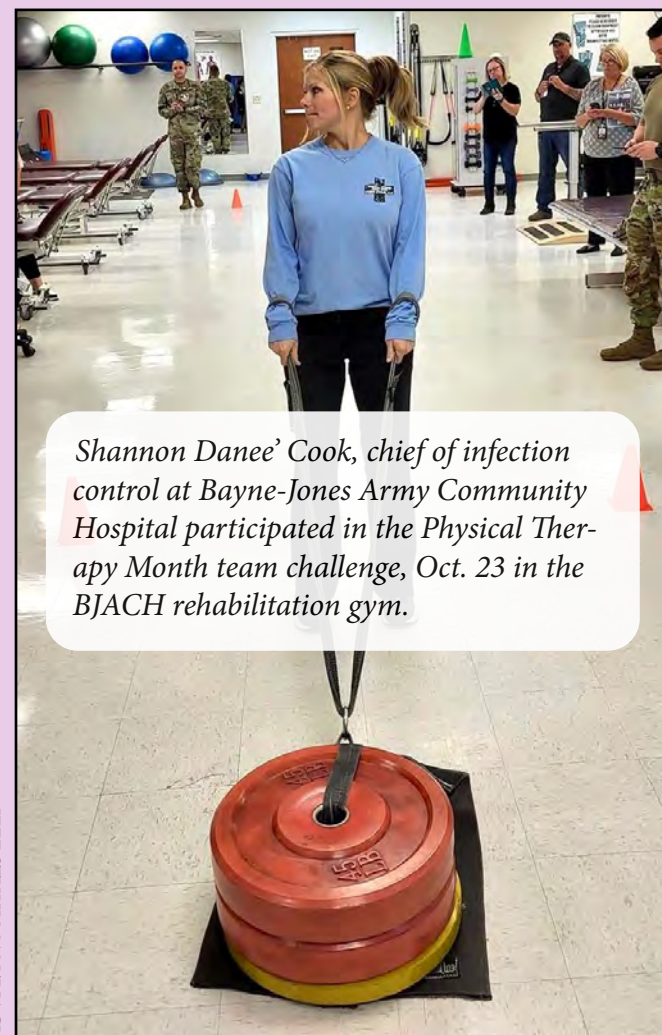 Shannon Danee’ Cook, chief of infection
control at Bayne-Jones Army Community
Hospital participated in the Physical Ther-
apy Month team challenge, Oct. 23 in the
BJACH rehabilitation gym.
45
LB
45
LB